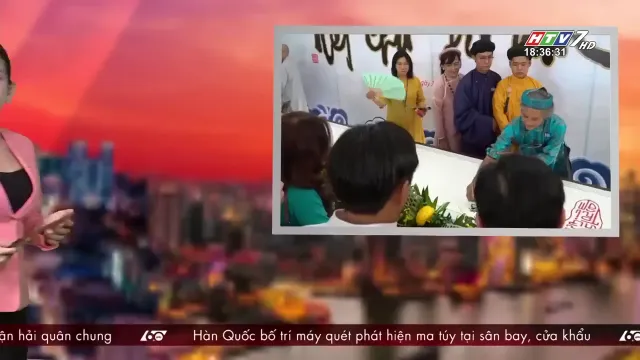 HTV7 HD
18:36:31
ận hải quân chung
60
Hàn Quốc bố trí máy quét phát hiện ma túy tại sân bay, cửa khẩu